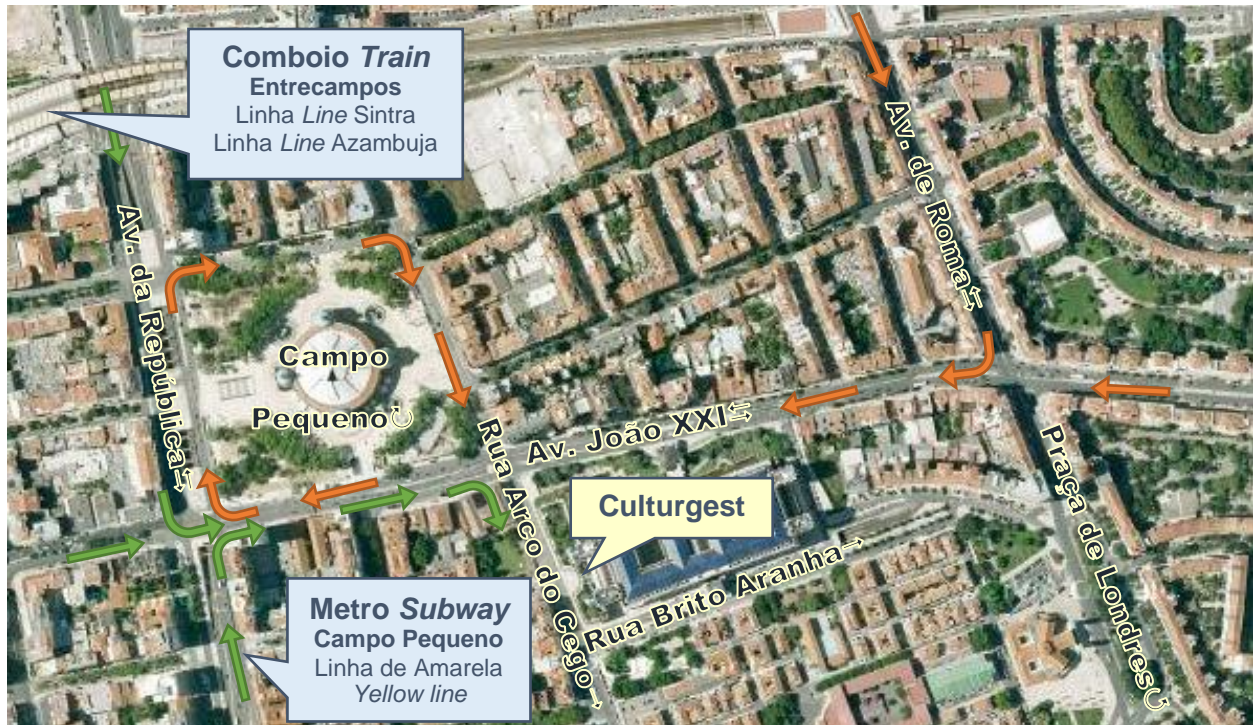 Comboio Train
Entrecampos
Linha Line Sintra
Linha Line Azambuja
Av. de Roma⇆
Av. da República⇆
Campo
Pequeno↻
Av. João XXI⇆
Rua Arco do Cego→
Culturgest
Praça de Londres↻
Rua Brito Aranha→
Metro Subway
Campo Pequeno
Linha de Amarela
Yellow line